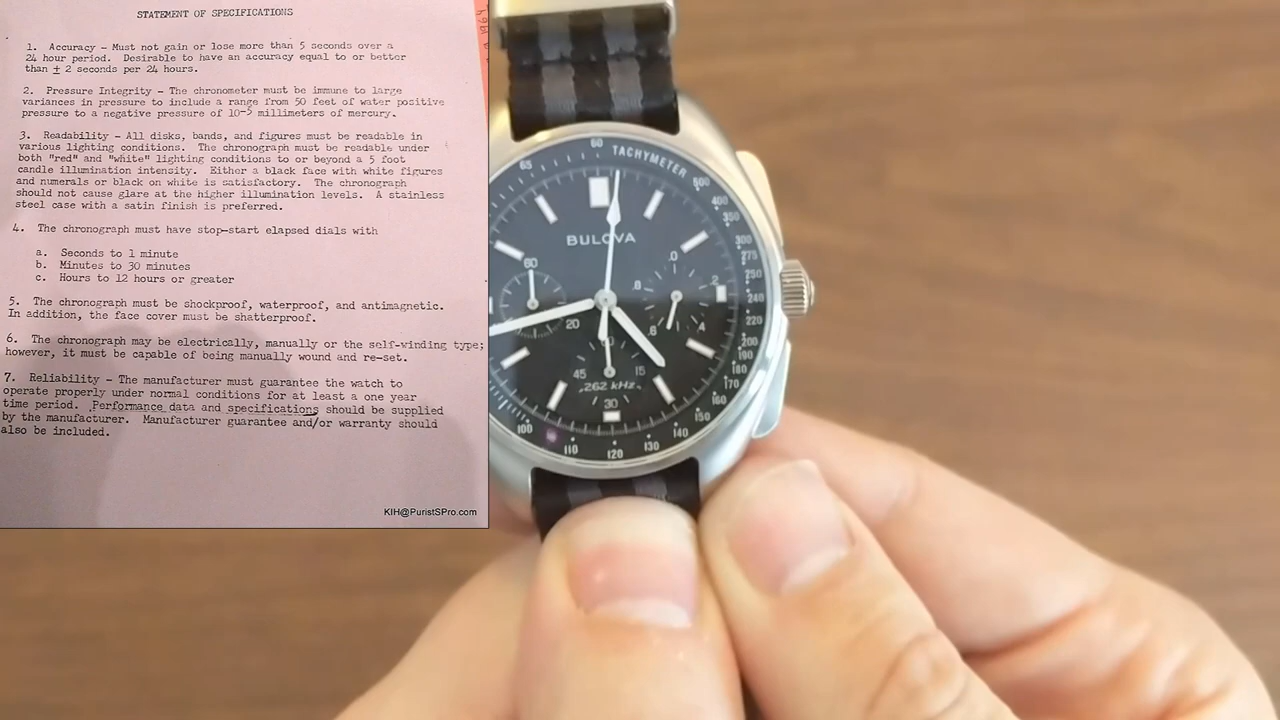 STATEMENT OF SPECIFICATIONS
1. Accuracy - Must not gain or lose more than 5 seconds over a
24 hour period. Desirable to have an accuracy equal to or better
than ± 2 seconds per 24 hours.
2. Pressure Integrity - The chronometer must be immune to large
variances in pressure to include a range from 50 feet of water positive
pressure to a negative pressure of 10-5 millimeters of mercury.
3. Readability - All disks, bands, and figures must be readable in
various lighting conditions. The chronograph must be readable under
both "red" and "white" lighting conditions to or beyond a 5 foot
candle illumination intensity. Either a black face with white figures
and numerals or black on white is satisfactory. The chronograph
should not cause glare at the higher illumination levels. A stainless
steel case with a satin finish is preferred.
4. The chronograph must have stop-start elapsed dials with
a. Seconds to 1 minute
b. Minutes to 30 minutes
c. Hours to 12 hours or greater
5. The chronograph must be shockproof, waterproof, and antimagnetic.
In addition, the face cover must be shatterproof.
6. The chronograph may be electrically, manually or the self-winding type;
however, it must be capable of being manually wound and re-set.
7. Reliability - The manufacturer must guarantee the watch to
operate properly under normal conditions for at least a one year
time period. Performance data and specifications should be supplied
by the manufacturer. Manufacturer guarantee and/or warranty should
also be included.
KIH@PuristSPro.com
1964
65 60 TACHYMETER 500 400 350 300 275 250 240 220 200 190 180 170 160 150 140 130 120 110 100
BULOVA
60 20
.0 2 4 .6 .8
60 15 30 45
262 kHz